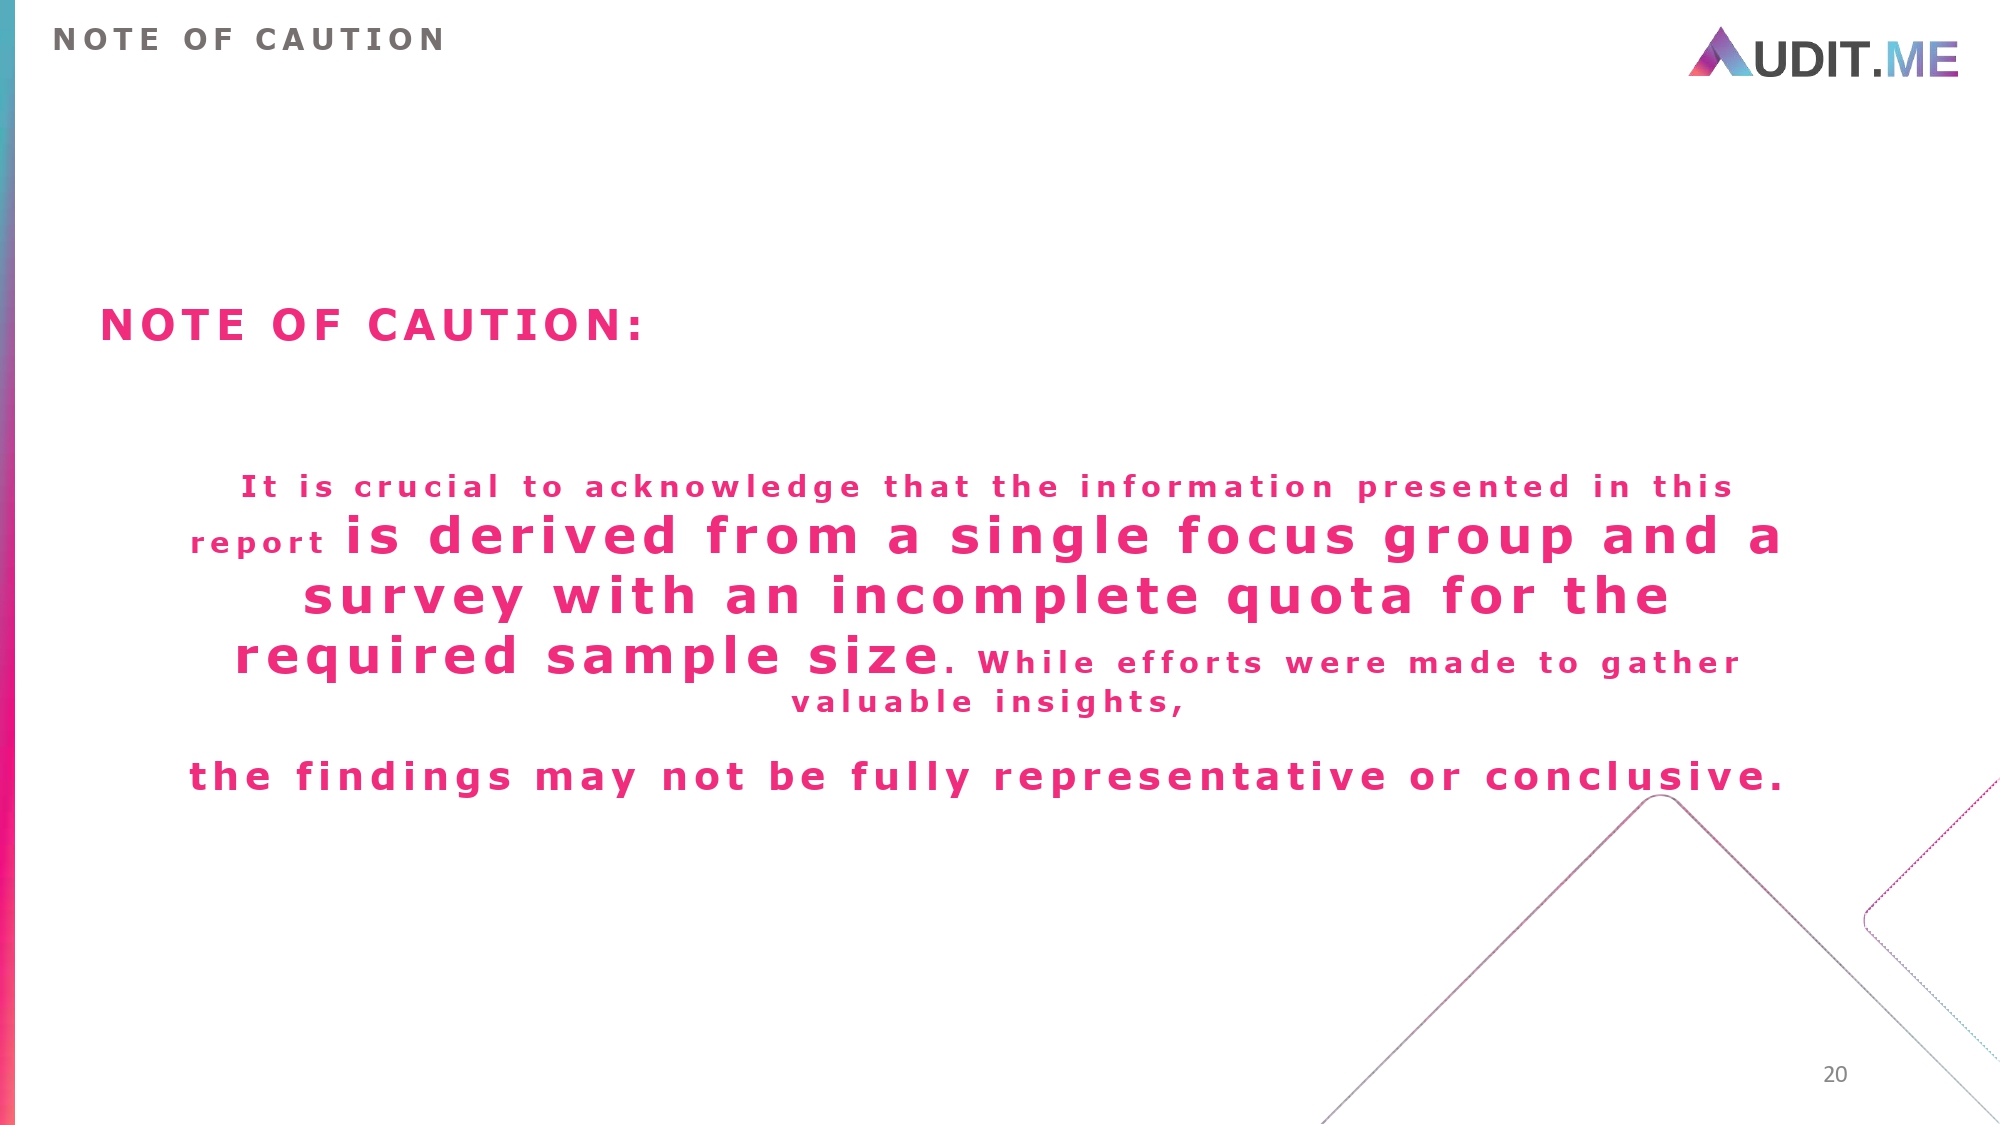 NOTE OF CAUTION
AUDIT.ME
NOTE OF CAUTION:
It is crucial to acknowledge that the information presented in this
report is derived from a single focus group and a
survey with an incomplete quota for the
required sample size. While efforts were made to gather
valuable insights,
the findings may not be fully representative or conclusive.
20